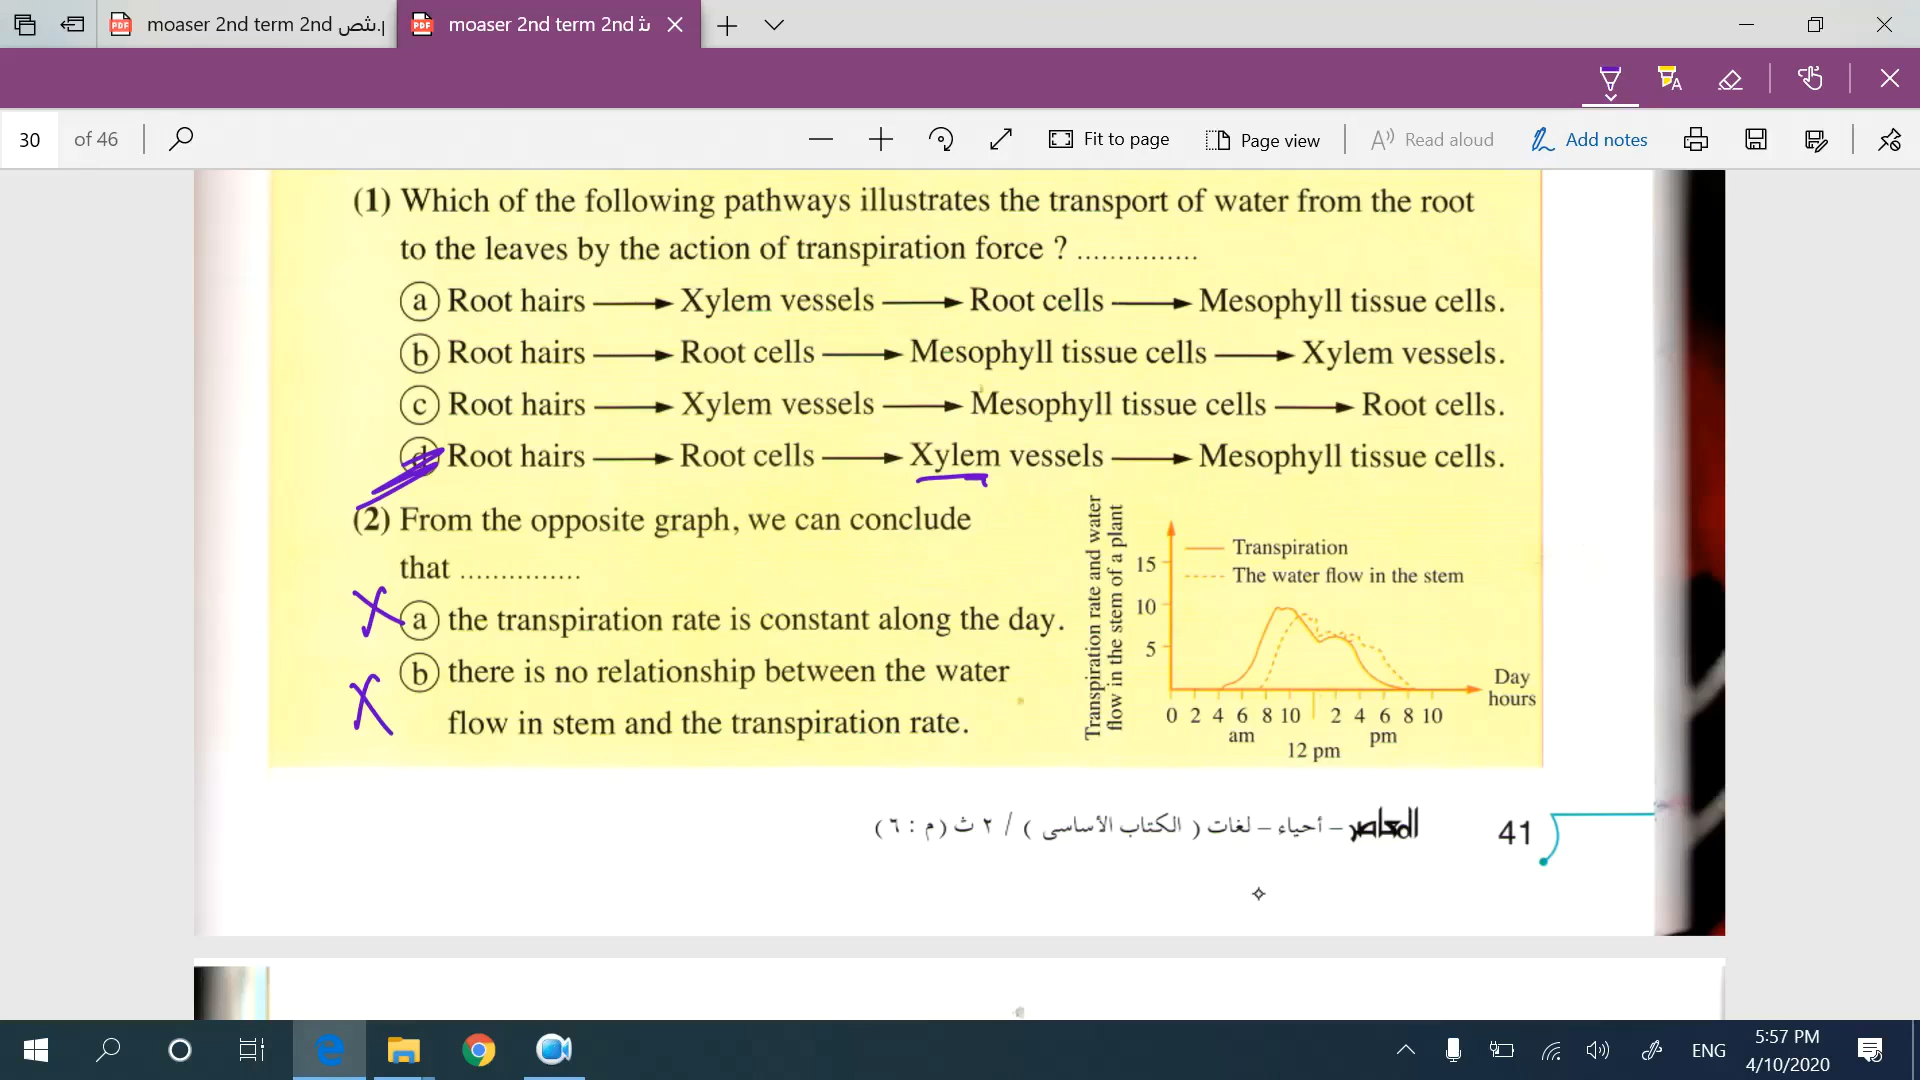 moaser 2nd term 2nd ثص.
moaser 2nd term 2nd ث
30 of 46
Fit to page
Page view
Read aloud
Add notes
(1) Which of the following pathways illustrates the transport of water from the root
to the leaves by the action of transpiration force ? ...............
a Root hairs → Xylem vessels → Root cells → Mesophyll tissue cells.
b Root hairs → Root cells → Mesophyll tissue cells → Xylem vessels.
c Root hairs → Xylem vessels → Mesophyll tissue cells → Root cells.
d Root hairs → Root cells → Xylem vessels → Mesophyll tissue cells.
(2) From the opposite graph, we can conclude
that ...............
a the transpiration rate is constant along the day.
b there is no relationship between the water
flow in stem and the transpiration rate.
Transpiration rate and water
flow in the stem of a plant
Transpiration
The water flow in the stem
15
10
5
Day
hours
0 2 4 6 8 10 2 4 6 8 10
am pm
12 pm
المعاصر – أحياء – لغات ( الكتاب الأساسى ) / ٢ ث ( م : ٦ )
41
ENG
5:57 PM
4/10/2020